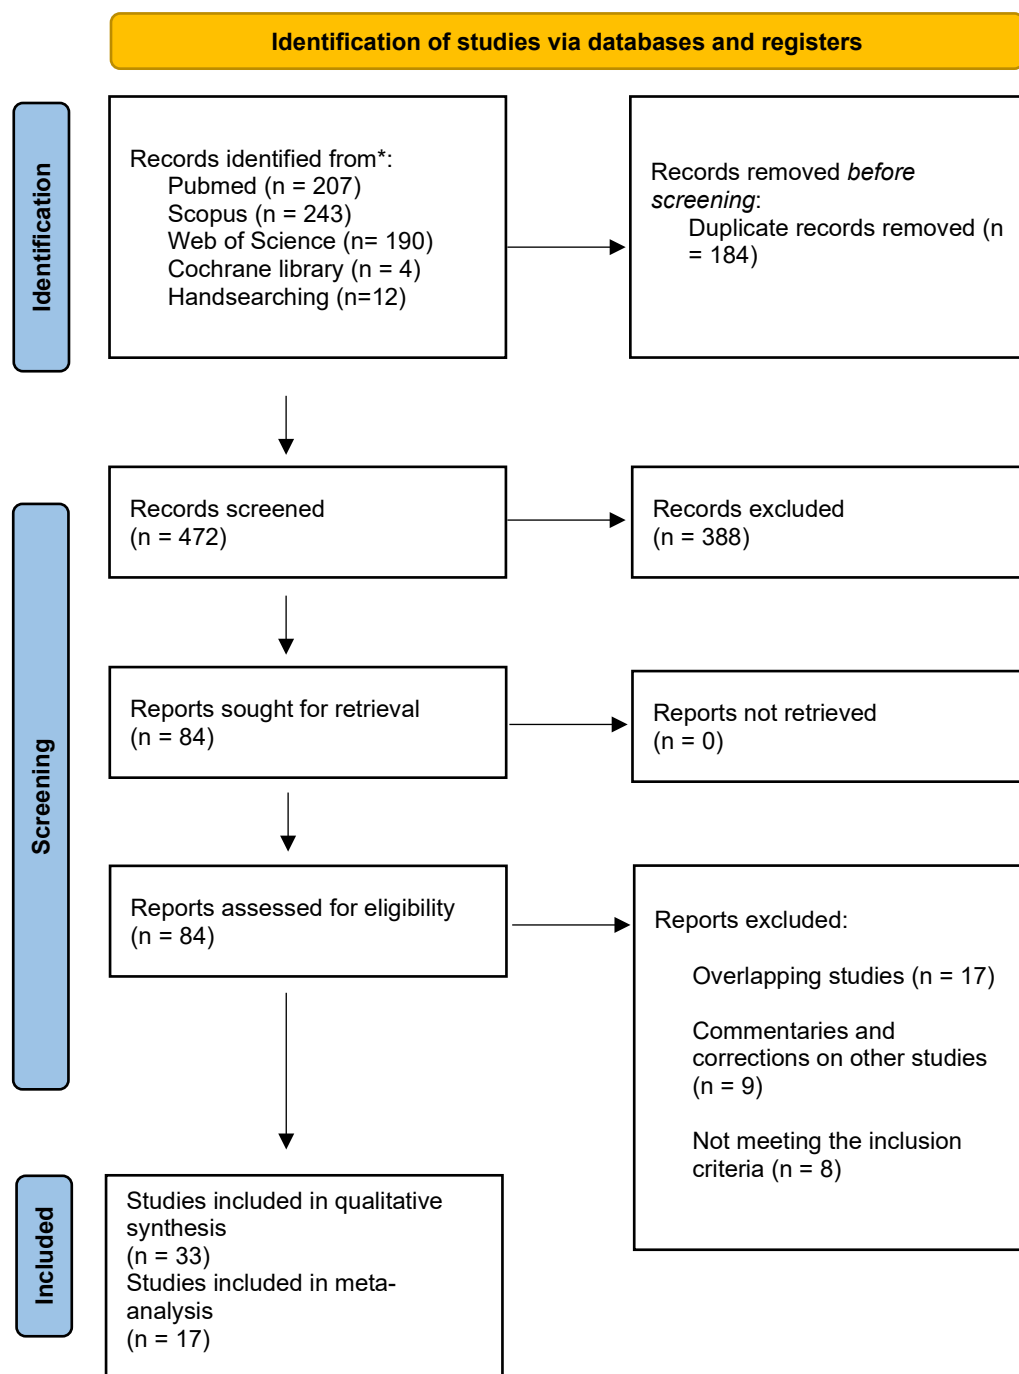 Identification of studies via databases and registers
Identification
Records identified from*:
Pubmed (n = 207)
Scopus (n = 243)
Web of Science (n= 190)
Cochrane library (n = 4)
Handsearching (n=12)
Records removed before
screening:
Duplicate records removed (n
= 184)
Screening
Records screened
(n = 472)
Records excluded
(n = 388)
Reports sought for retrieval
(n = 84)
Reports not retrieved
(n = 0)
Reports assessed for eligibility
(n = 84)
Reports excluded:
Overlapping studies (n = 17)
Commentaries and
corrections on other studies
(n = 9)
Not meeting the inclusion
criteria (n = 8)
Included
Studies included in qualitative
synthesis
(n = 33)
Studies included in meta-
analysis
(n = 17)